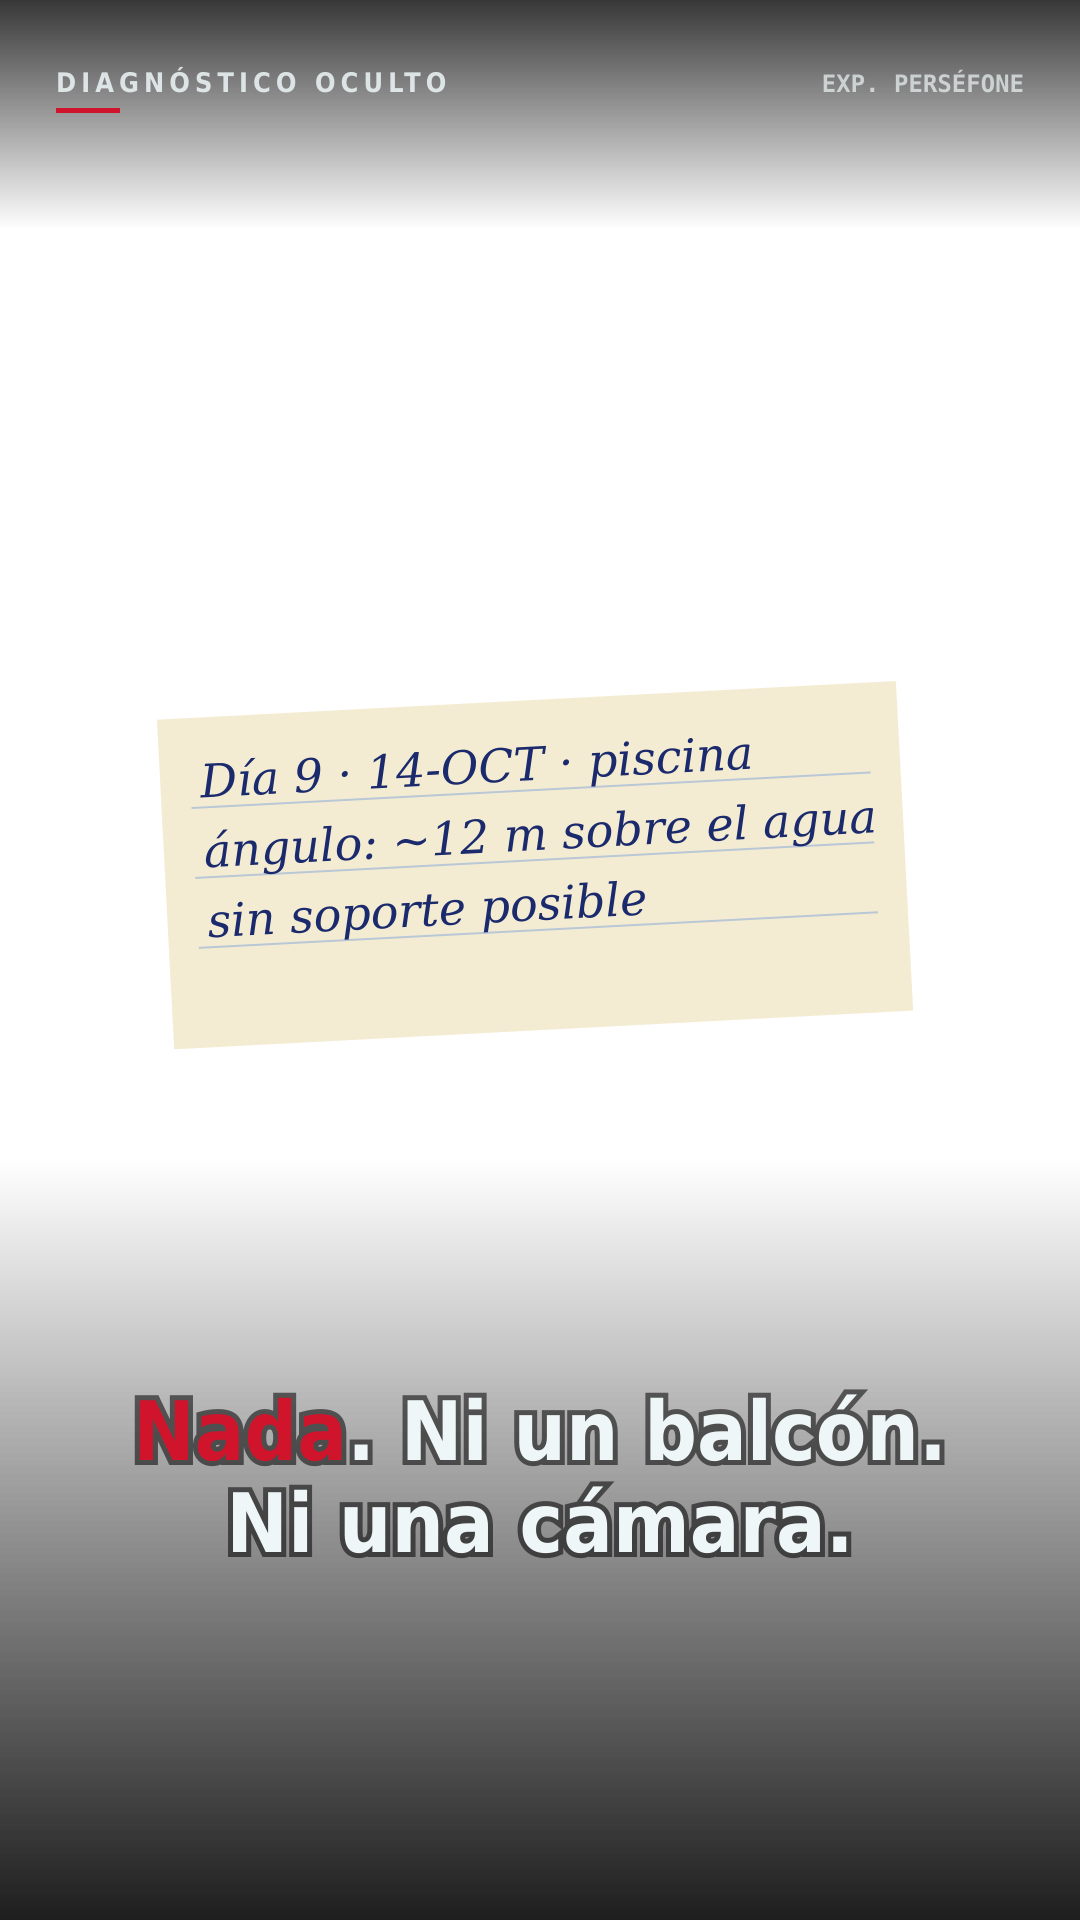 DIAGNÓSTICO OCULTO
EXP. PERSÉFONE
Día 9 · 14-OCT · piscina
ángulo: ~12 m sobre el agua
sin soporte posible
Nada. Ni un balcón.
Ni una cámara.